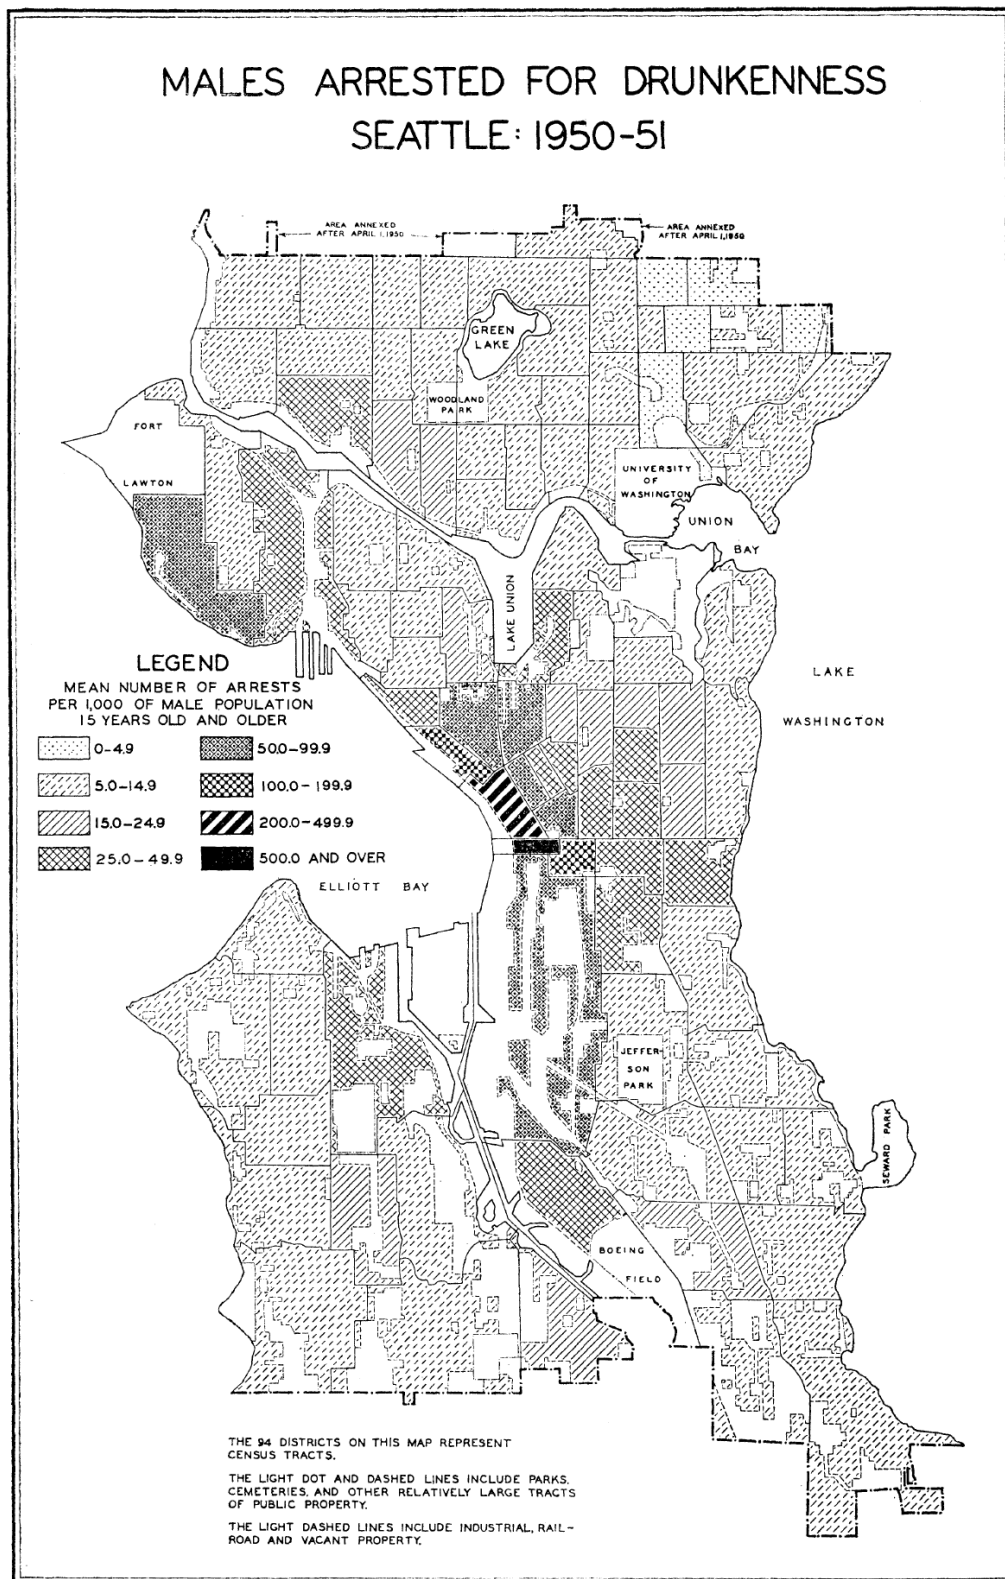 MALES ARRESTED FOR DRUNKENNESS
SEATTLE: 1950-51
AREA ANNEXED
AFTER APRIL 1, 1950
AREA ANNEXED
AFTER APRIL 1, 1950
GREEN
LAKE
WOODLAND
PARK
FORT
LAWTON
UNIVERSITY
OF
WASHINGTON
UNION
BAY
LAKE UNION
LAKE
WASHINGTON
LEGEND
MEAN NUMBER OF ARRESTS
PER 1,000 OF MALE POPULATION
15 YEARS OLD AND OLDER
0-4.9
5.0-14.9
15.0-24.9
25.0-49.9
50.0-99.9
100.0-199.9
200.0-499.9
500.0 AND OVER
ELLIOTT BAY
JEFFER-
SON
PARK
SEWARD PARK
BOEING
FIELD
THE 94 DISTRICTS ON THIS MAP REPRESENT
CENSUS TRACTS.
THE LIGHT DOT AND DASHED LINES INCLUDE PARKS,
CEMETERIES, AND OTHER RELATIVELY LARGE TRACTS
OF PUBLIC PROPERTY.
THE LIGHT DASHED LINES INCLUDE INDUSTRIAL, RAIL-
ROAD AND VACANT PROPERTY.